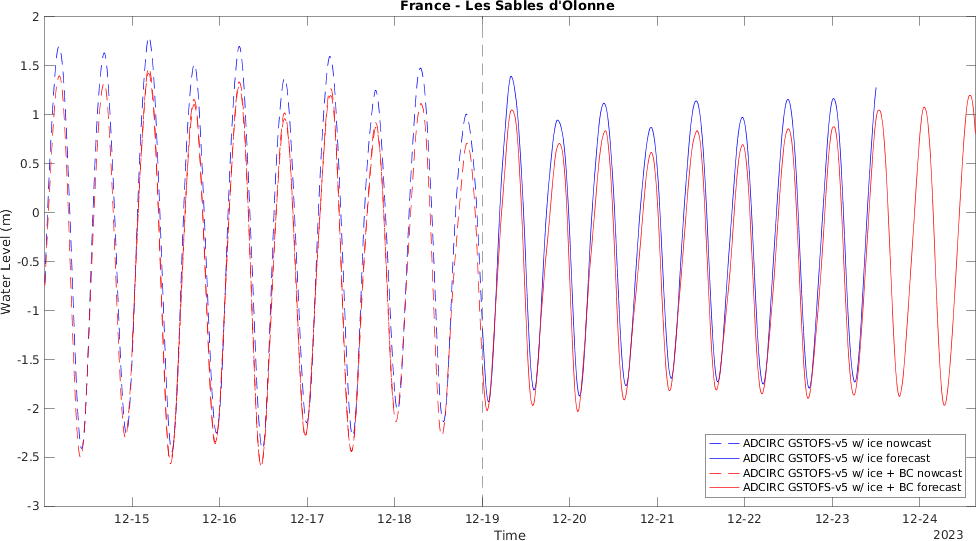 France - Les Sables d'Olonne
2
1.5
1
0.5
0
-0.5
-1
-1.5
-2
-2.5
-3
Water Level (m)
12-15 12-16 12-17 12-18 12-19 12-20 12-21 12-22 12-23 12-24
Time
2023
ADCIRC GSTOFS-v5 w/ ice nowcast
ADCIRC GSTOFS-v5 w/ ice forecast
ADCIRC GSTOFS-v5 w/ ice + BC nowcast
ADCIRC GSTOFS-v5 w/ ice + BC forecast